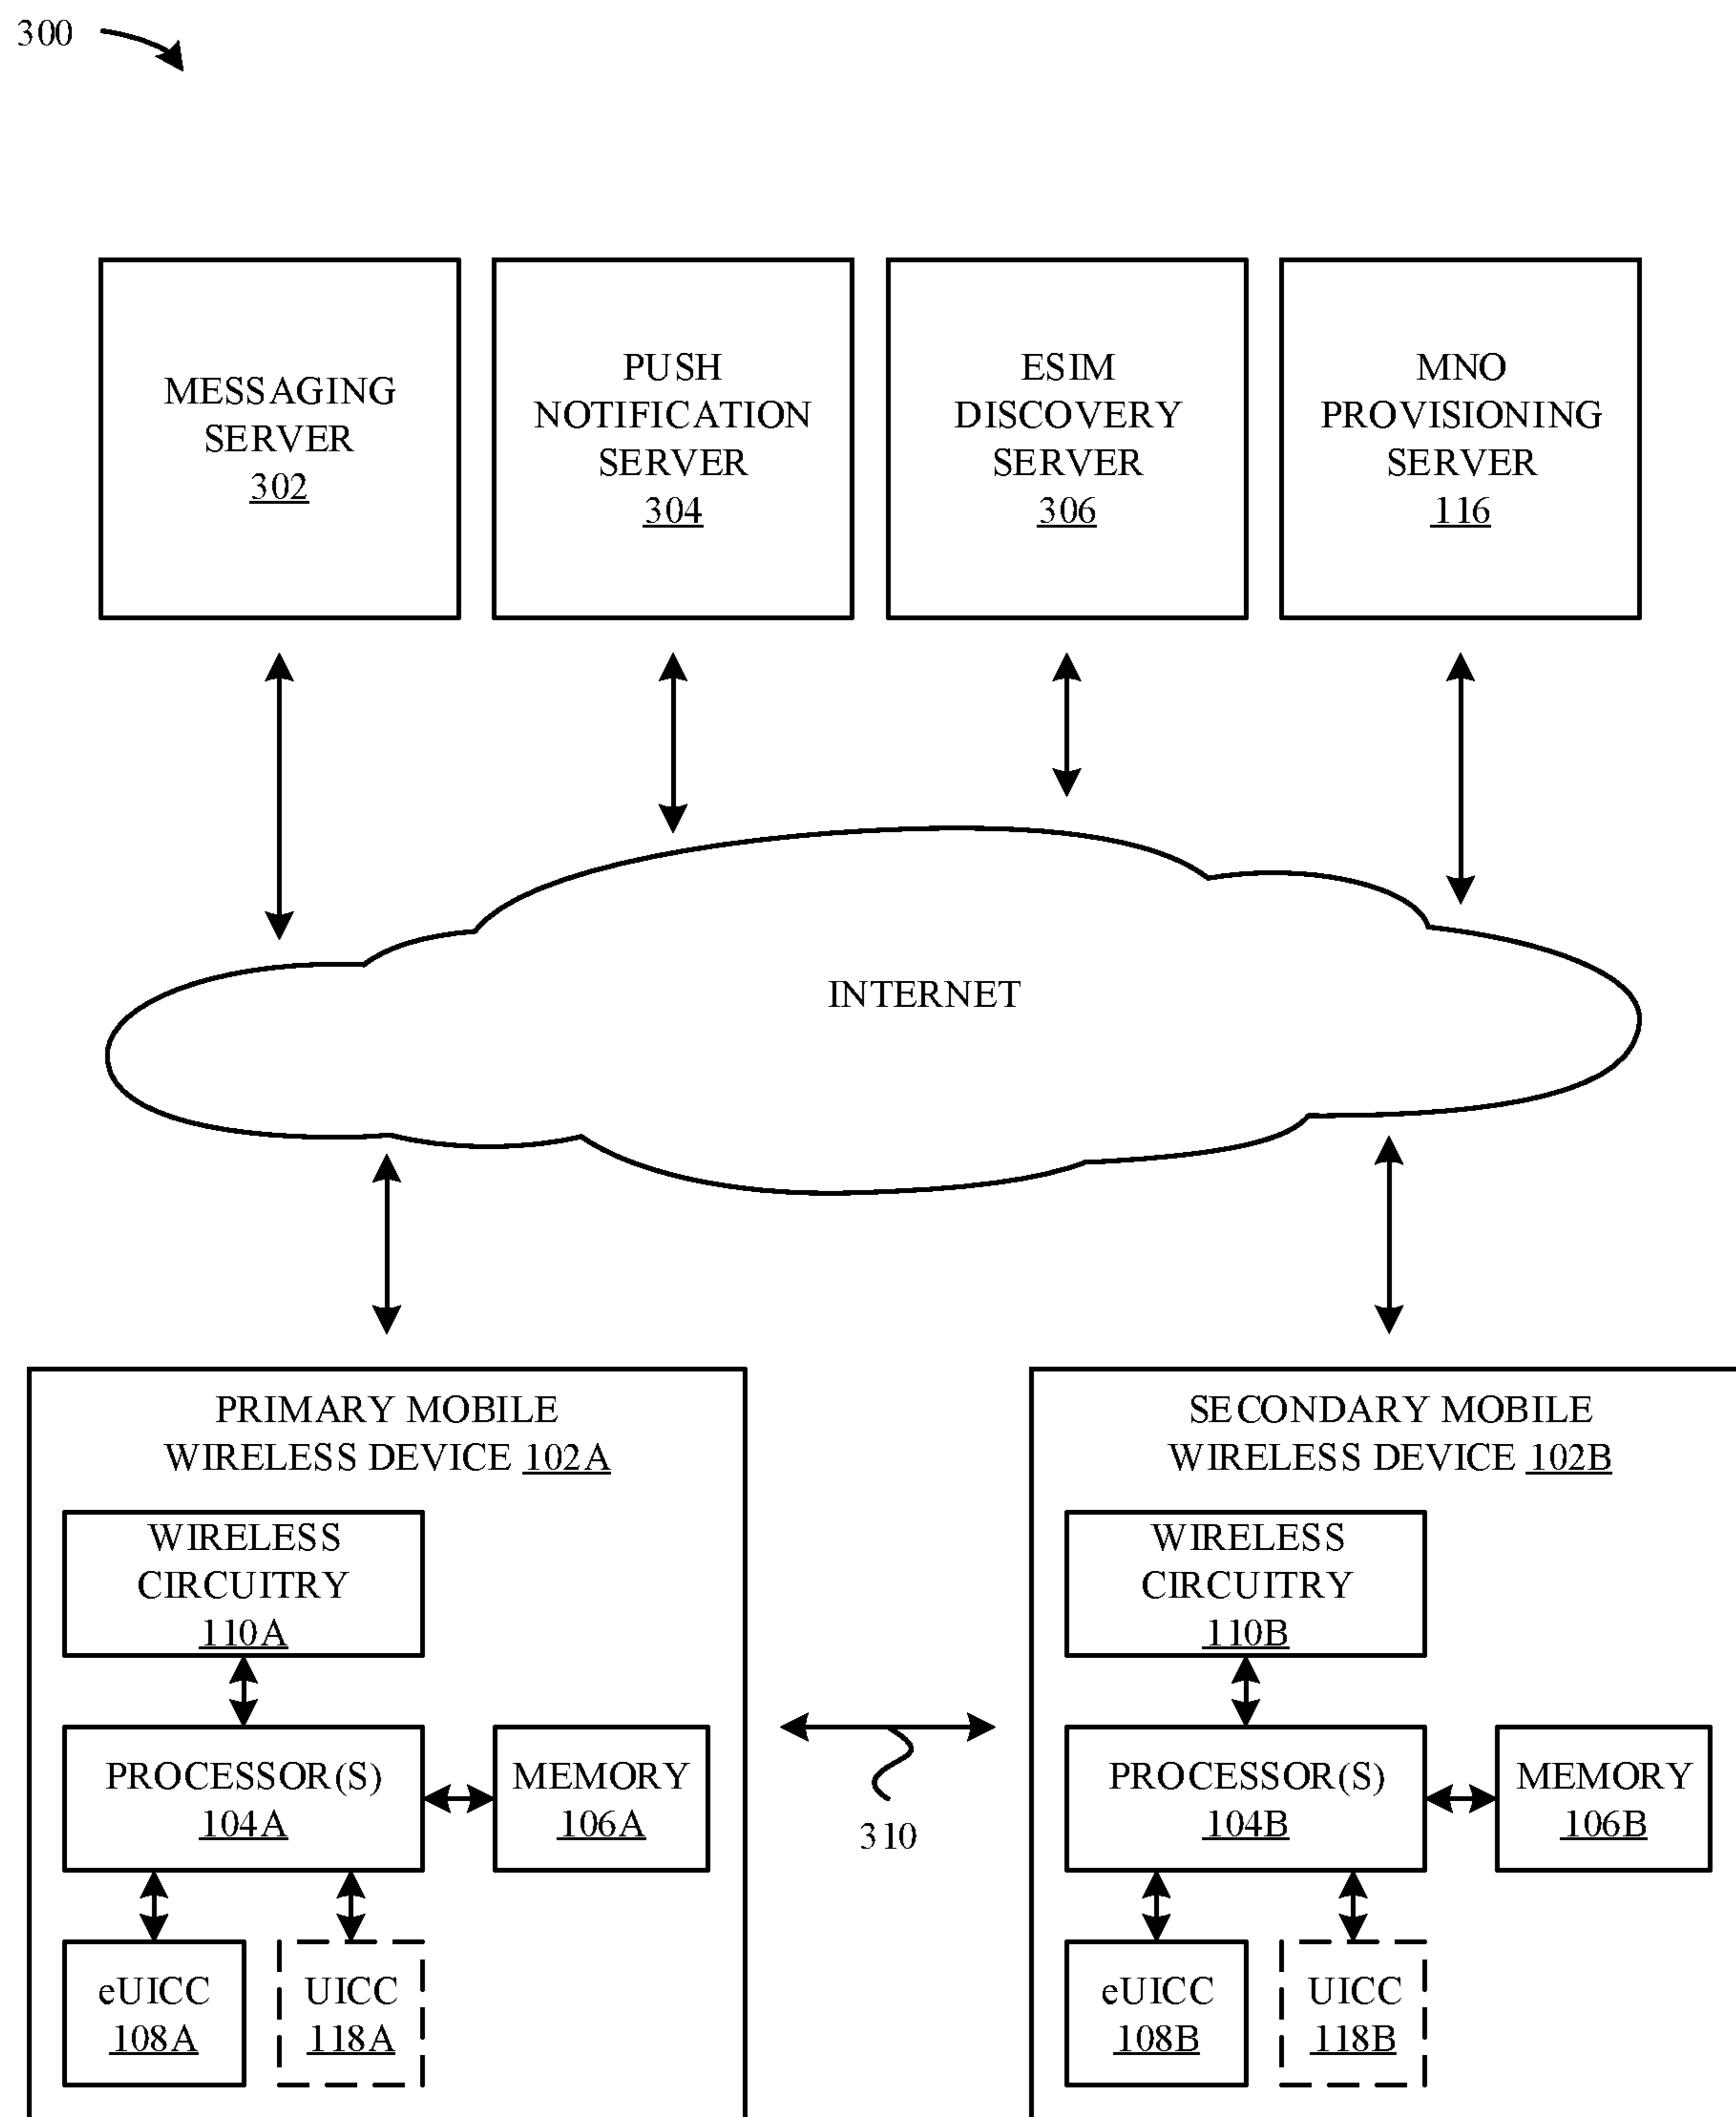 300
MESSAGING
SERVER
302
PUSH
NOTIFICATION
SERVER
304
ESIM
DISCOVERY
SERVER
306
MNO
PROVISIONING
SERVER
116
INTERNET
PRIMARY MOBILE
WIRELESS DEVICE 102A
WIRELESS
CIRCUITRY
110A
PROCESSOR(S)
104A
MEMORY
106A
eUICC
108A
UICC
118A
310
SECONDARY MOBILE
WIRELESS DEVICE 102B
WIRELESS
CIRCUITRY
110B
PROCESSOR(S)
104B
MEMORY
106B
eUICC
108B
UICC
118B